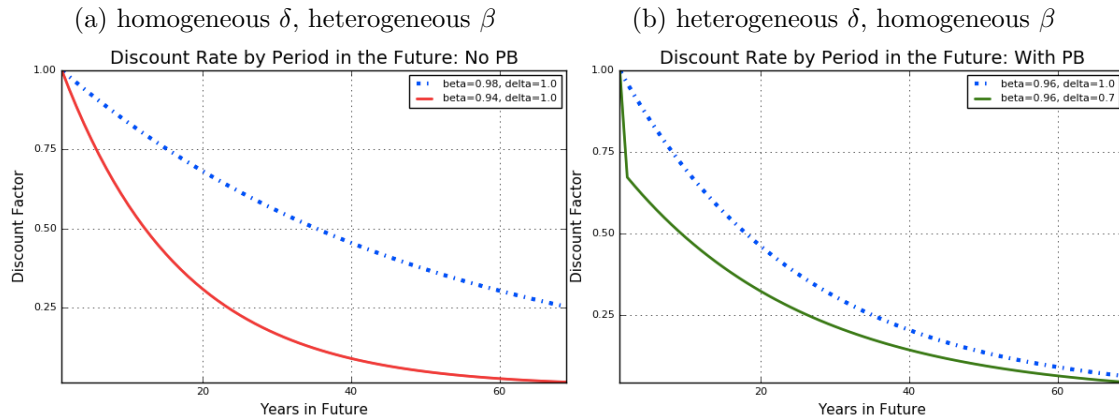 (a) homogeneous δ, heterogeneous β
Discount Rate by Period in the Future: No PB
beta=0.98, delta=1.0
beta=0.94, delta=1.0
1.00
0.75
0.50
0.25
Discount Factor
20
40
60
Years in Future
(b) heterogeneous δ, homogeneous β
Discount Rate by Period in the Future: With PB
beta=0.96, delta=1.0
beta=0.96, delta=0.7
1.00
0.75
0.50
0.25
Discount Factor
20
40
60
Years in Future